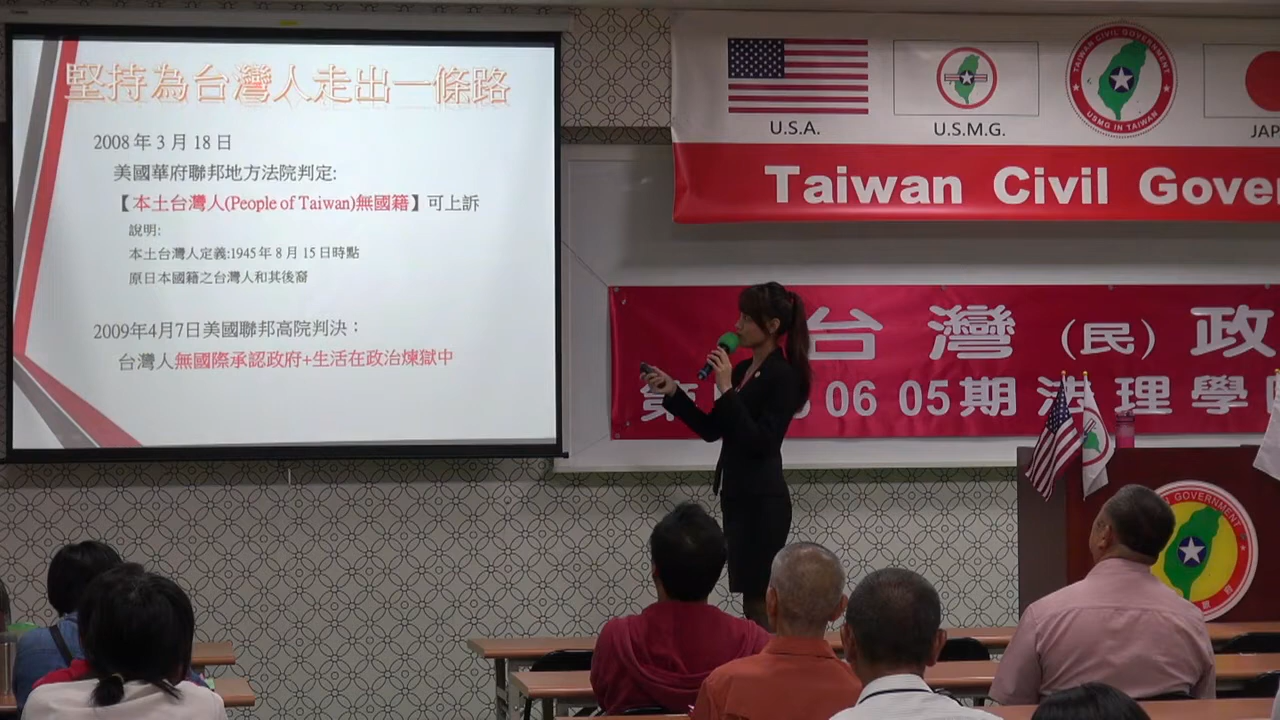 堅持為台灣人走出一條路
2008 年 3 月 18 日
美國華府聯邦地方法院判定:
【本土台灣人(People of Taiwan)無國籍】可上訴
說明:
本土台灣人定義:1945 年 8 月 15 日時點
原日本國籍之台灣人和其後裔
2009年4月7日美國聯邦高院判決：
台灣人無國際承認政府+生活在政治煉獄中
U.S.A.
U.S.M.G.
TAIWAN CIVIL GOVERNMENT
USMG IN TAIWAN
JAP
Taiwan Civil Gove
台灣(民)政
第 06 05期法理學
GOVERNMENT